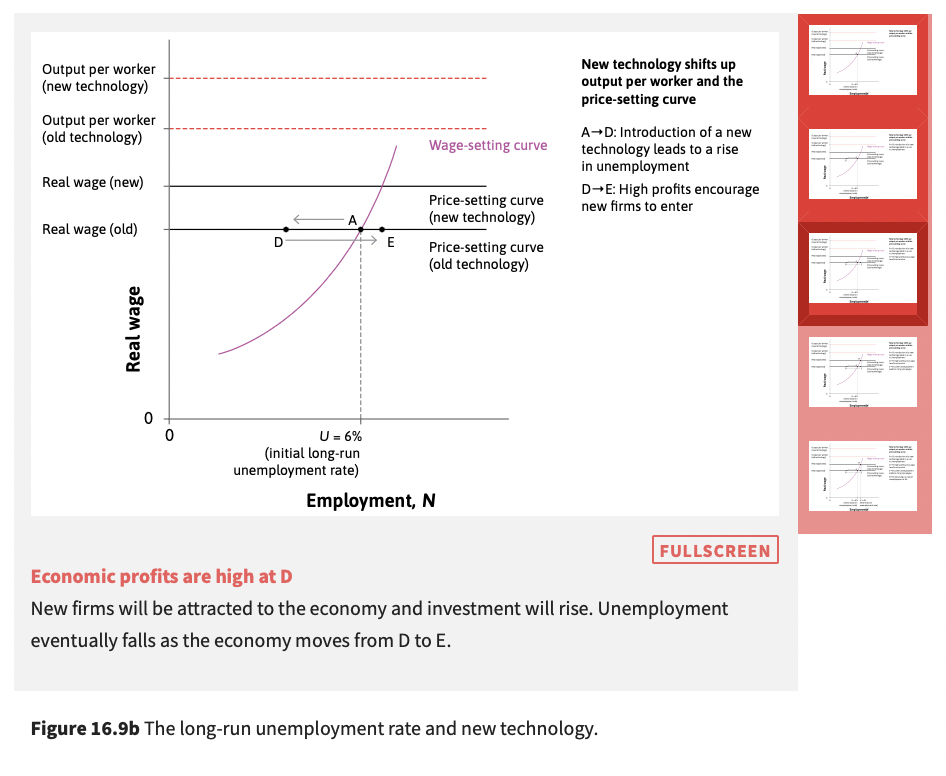 Output per worker
(new technology)
Output per worker
(old technology)
Real wage (new)
Real wage (old)
Real wage
0
0
Wage-setting curve
Price-setting curve
(new technology)
Price-setting curve
(old technology)
A
D
E
U = 6%
(initial long-run
unemployment rate)
Employment, N
New technology shifts up
output per worker and the
price-setting curve
A→D: Introduction of a new
technology leads to a rise
in unemployment
D→E: High profits encourage
new firms to enter
FULLSCREEN
Economic profits are high at D
New firms will be attracted to the economy and investment will rise. Unemployment
eventually falls as the economy moves from D to E.
Figure 16.9b The long-run unemployment rate and new technology.